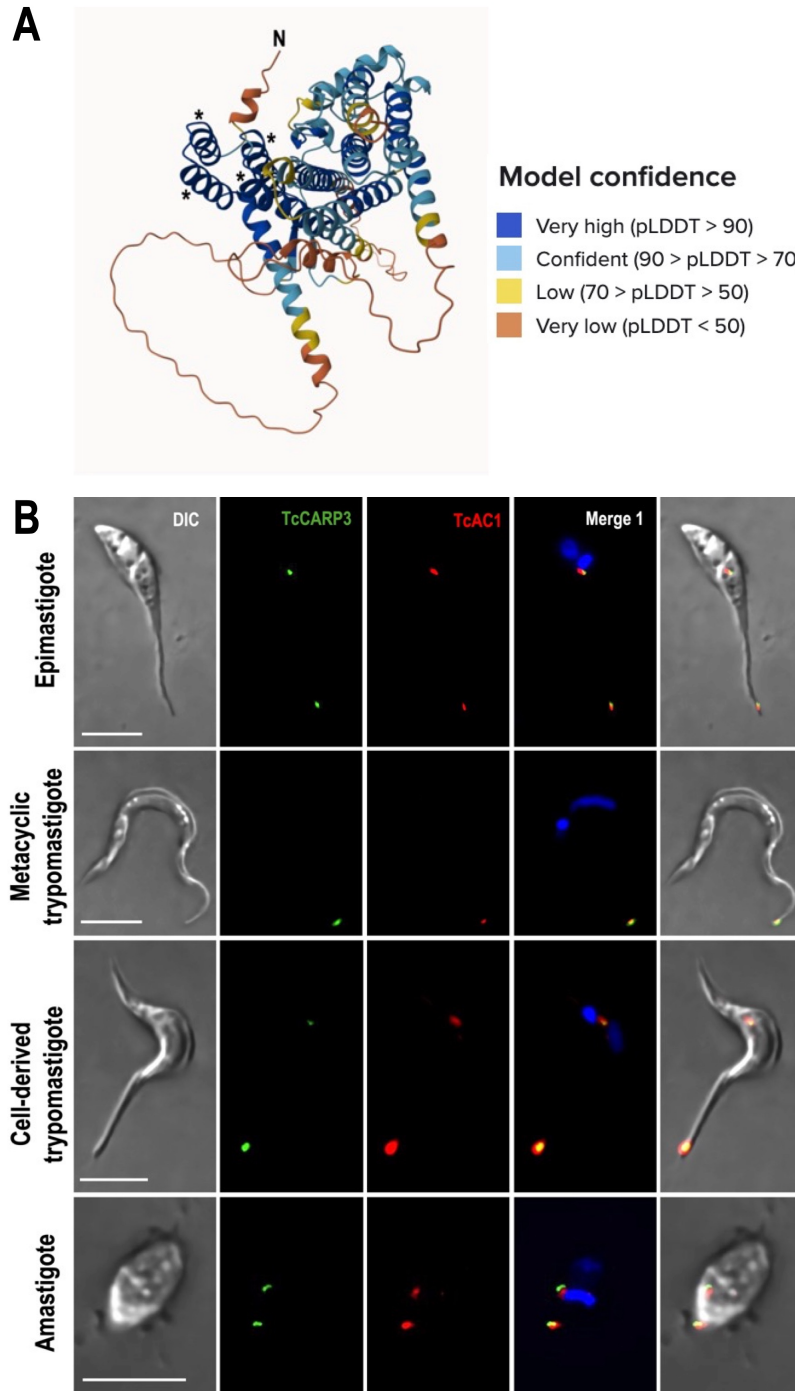 A
N
*
*
*
*
Model confidence
Very high (pLDDT > 90)
Confident (90 > pLDDT > 70
Low (70 > pLDDT > 50)
Very low (pLDDT < 50)
B
DIC
TcCARP3
TcAC1
Merge 1
Epimastigote
Metacyclic
trypomastigote
Cell-derived
trypomastigote
Amastigote